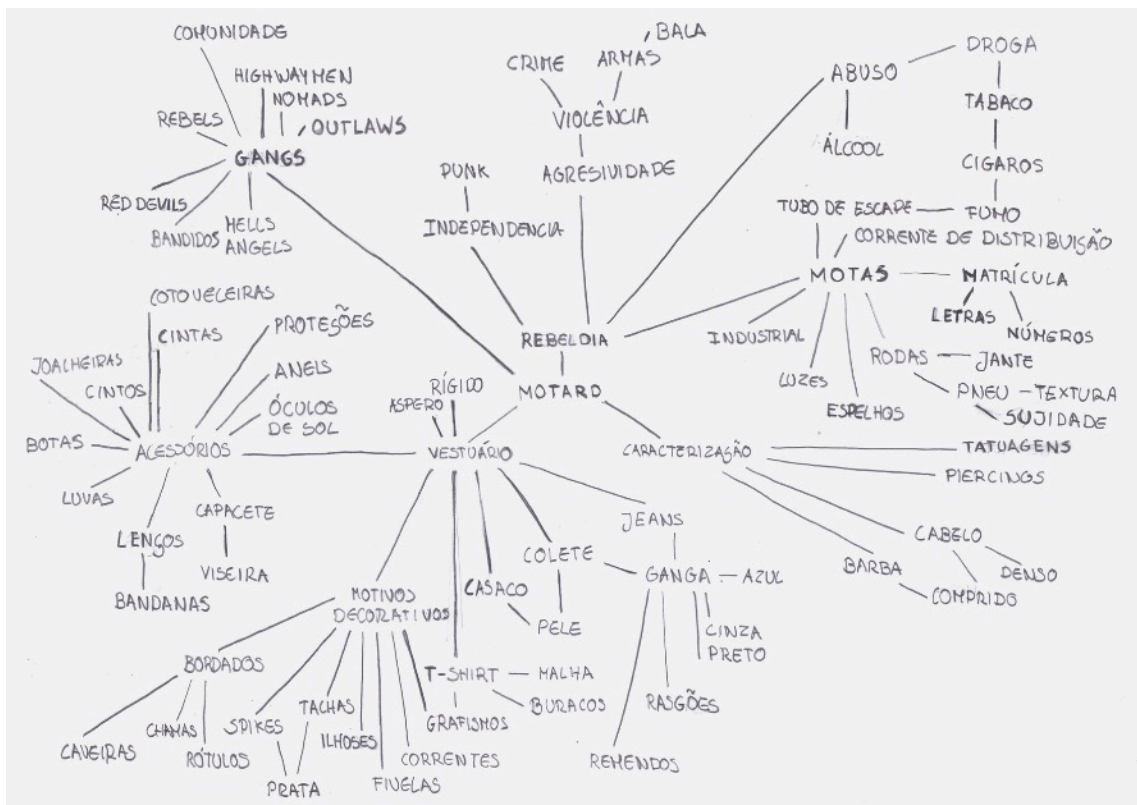 COMUNIDADE
HIGHWAYMEN
NOMADS
REBELS
OUTLAWS
GANGS
RED DEVILS
BANDIDOS
HELLS
ANGELS
CRIME
ARMAS
BALA
VIOLÊNCIA
AGRESIVIDADE
PUNK
INDEPENDENCIA
ABUSO
DROGA
TABACO
ÁLCOOL
CIGAROS
TUBO DE ESCAPE
FUMO
CORRENTE DE DISTRIBUIÇÃO
MOTAS
MATRÍCULA
LETRAS
NÚMEROS
INDUSTRIAL
RODAS
JANTE
LUZES
PNEU - TEXTURA
ESPELHOS
SUJIDADE
REBELDIA
MOTARD
COTOVELEIRAS
CINTAS
PROTEÇÕES
JOALHEIRAS
CINTOS
ANEIS
ÓCULOS
DE SOL
BOTAS
ACESSÓRIOS
LUVAS
LENÇOS
CAPACETE
BANDANAS
VISEIRA
RÍGIDO
ASPERO
VESTUÁRIO
CARACTERIZAÇÃO
TATUAGENS
PIERCINGS
CABELO
BARBA
DENSO
COMPRIDO
JEANS
COLETE
GANGA
AZUL
CASACO
PELE
CINZA
PRETO
MOTIVOS
DECORATIVOS
T-SHIRT
MALHA
BURACOS
RASGÕES
REMENDOS
BORDADOS
CAVEIRAS
CHAMAS
RÓTULOS
SPIKES
TACHAS
PRATA
ILHOSES
GRAFISMOS
CORRENTES
FIVELAS